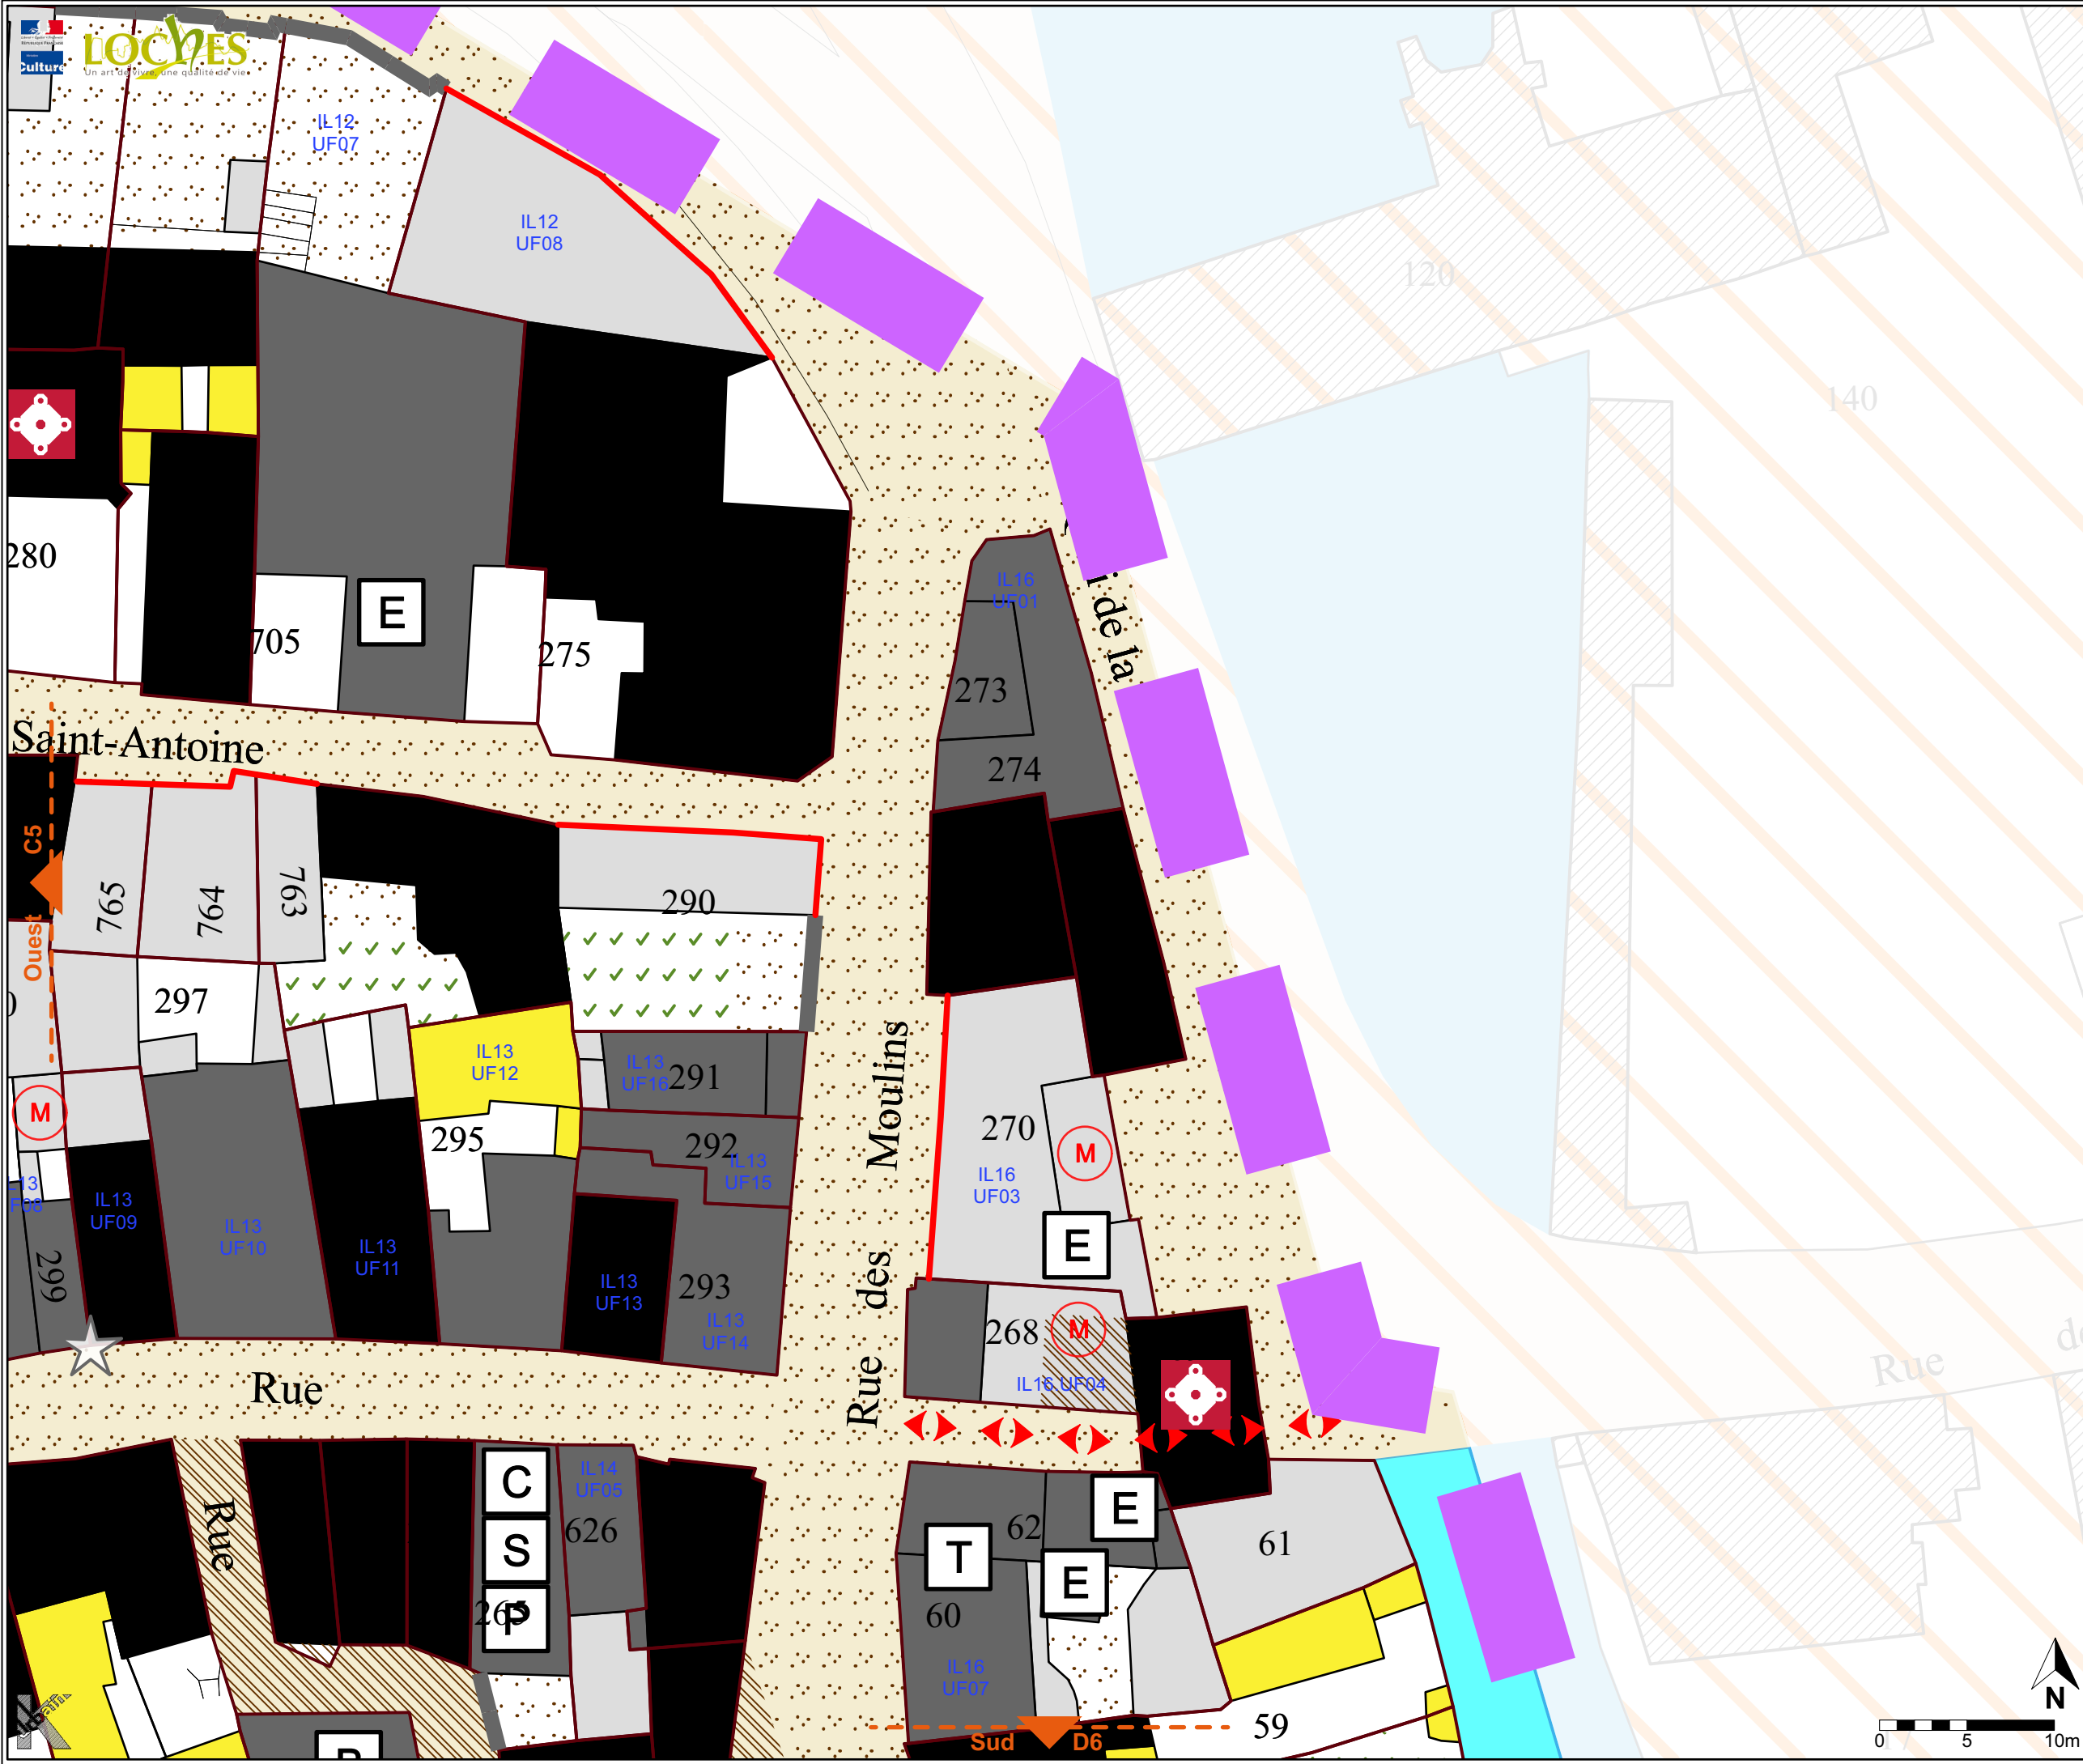 Culture
LOCHES
Un art de vivre, une qualité de vie
IL12
UF07
IL12
UF08
120
140
280
705
E
275
IL16
UF01
de la
273
274
Saint-Antoine
C5
Ouest
765
764
763
290
297
IL13
UF12
IL13
UF16
291
295
292
IL13
UF15
M
IL13
UF09
IL13
UF10
IL13
UF11
IL13
UF13
293
IL13
UF14
299
Rue des Moulins
270
M
IL16
UF03
E
268
M
IL16 UF04
Rue
Rue
Rue
C
S
P
265
IL14
UF05
626
62
E
T
E
60
IL16
UF07
61
59
Sud
D6
N
0 5 10m